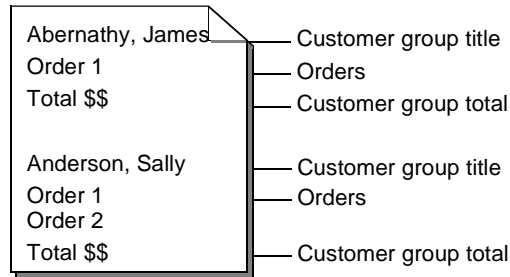 Abernathy, James Customer group title
Order 1 Orders
Total $$ Customer group total
Anderson, Sally Customer group title
Order 1 Orders
Order 2
Total $$ Customer group total